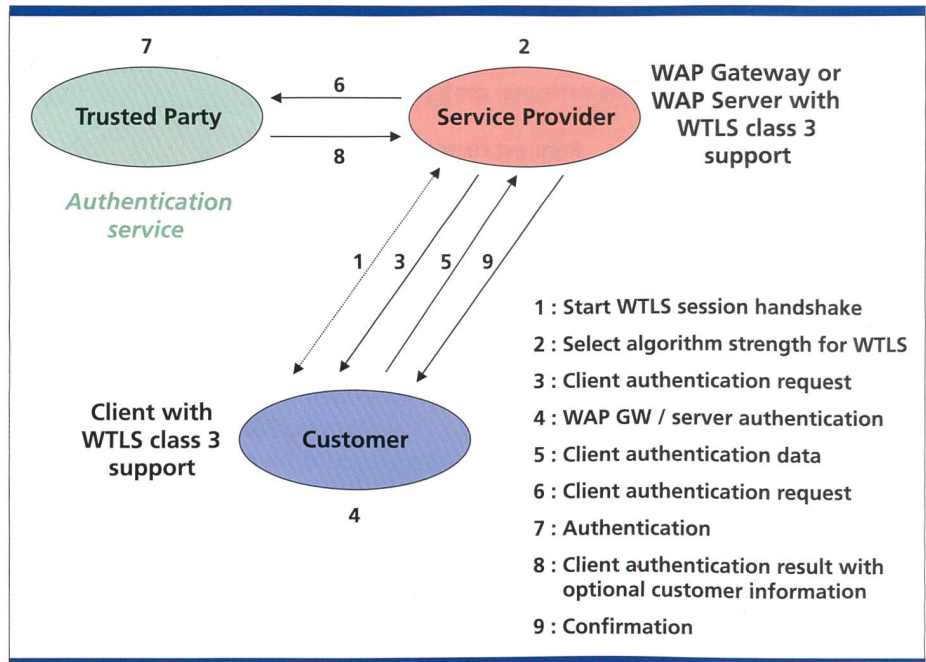 7
2
6
Trusted Party
Service Provider
WAP Gateway or
WAP Server with
WTLS class 3
support
8
Authentication
service
1
3
5
9
Client with
WTLS class 3
support
Customer
4
1 : Start WTLS session handshake
2 : Select algorithm strength for WTLS
3 : Client authentication request
4 : WAP GW / server authentication
5 : Client authentication data
6 : Client authentication request
7 : Authentication
8 : Client authentication result with
optional customer information
9 : Confirmation